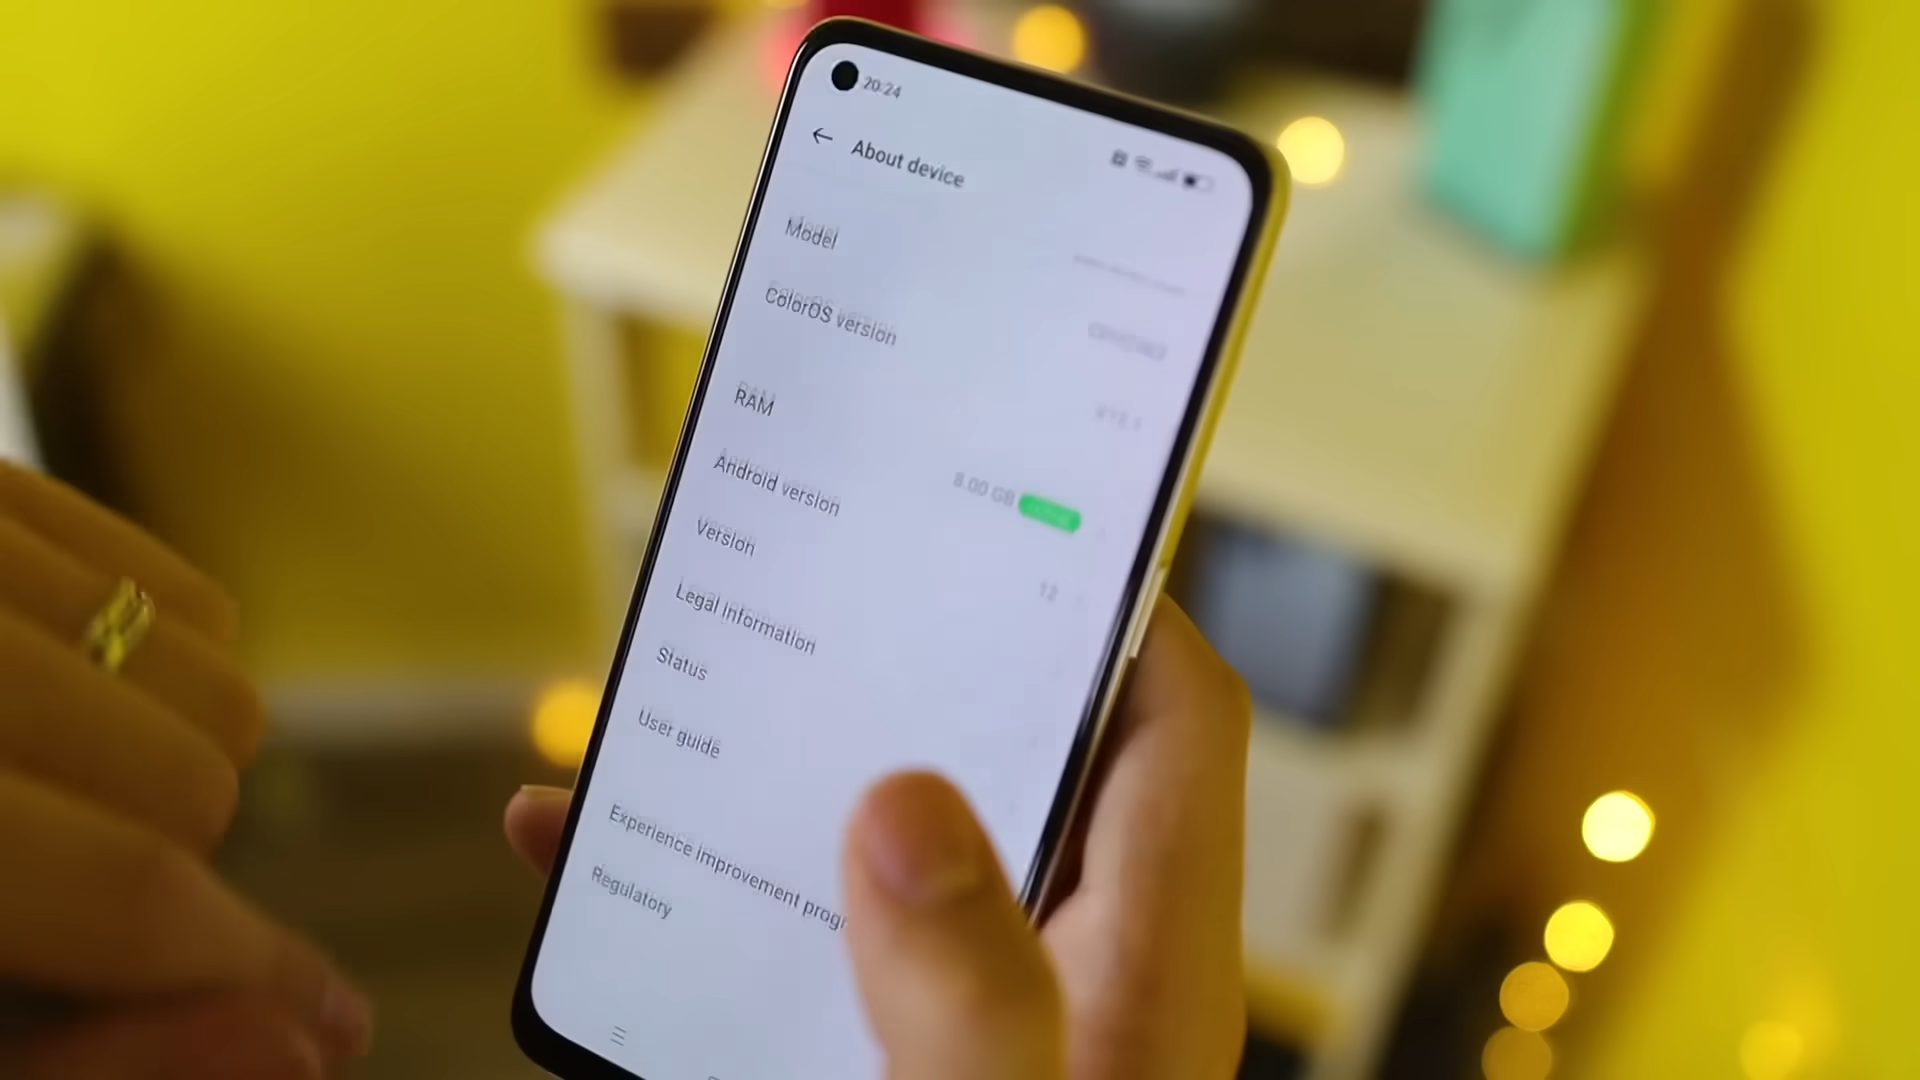 20:24
About device
Model
ColorOS version
RAM
8.00 GB
Android version
12
Version
Legal information
Status
User guide
Experience improvement progr
Regulatory